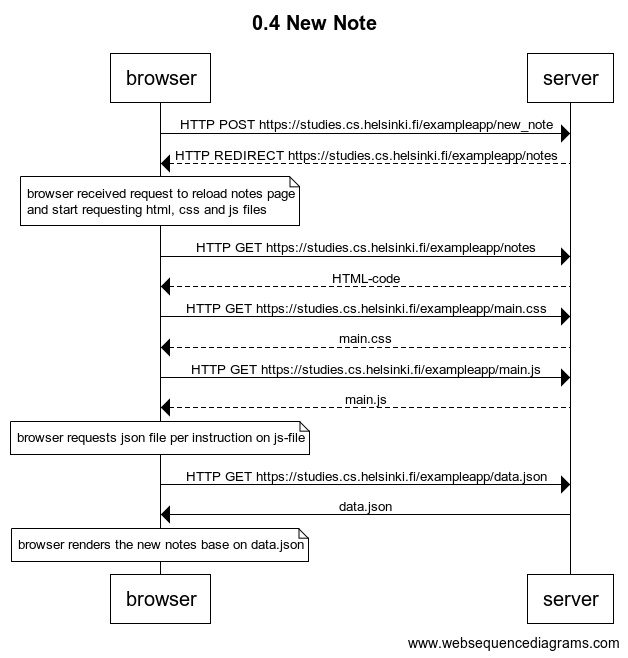 0.4 New Note
browser
server
HTTP POST https://studies.cs.helsinki.fi/exampleapp/new_note
HTTP REDIRECT https://studies.cs.helsinki.fi/exampleapp/notes
browser received request to reload notes page
and start requesting html, css and js files
HTTP GET https://studies.cs.helsinki.fi/exampleapp/notes
HTML-code
HTTP GET https://studies.cs.helsinki.fi/exampleapp/main.css
main.css
HTTP GET https://studies.cs.helsinki.fi/exampleapp/main.js
main.js
browser requests json file per instruction on js-file
HTTP GET https://studies.cs.helsinki.fi/exampleapp/data.json
data.json
browser renders the new notes base on data.json
browser
server
www.websequencediagrams.com